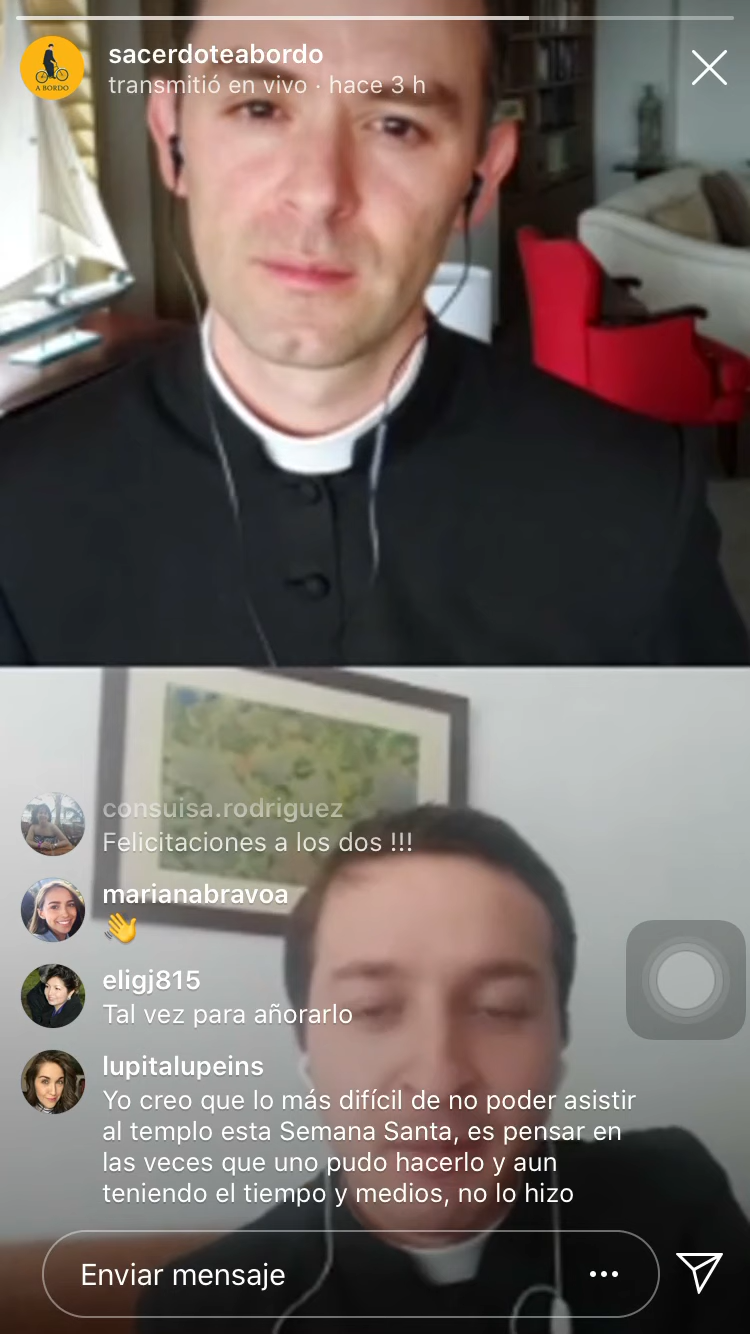 sacerdoteabordo
transmitió en vivo · hace 3 h
A BORDO
consuisa.rodriguez
Felicitaciones a los dos !!!
marianabravoa
👋
eligj815
Tal vez para añorarlo
lupitalupeins
Yo creo que lo más difícil de no poder asistir
al templo esta Semana Santa, es pensar en
las veces que uno pudo hacerlo y aun
teniendo el tiempo y medios, no lo hizo
Enviar mensaje